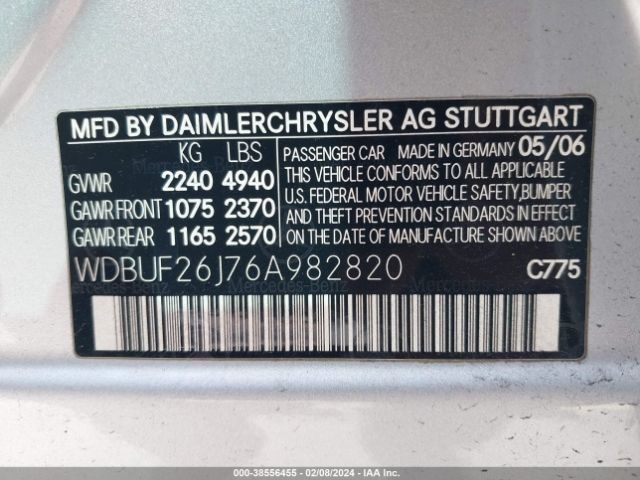 MFD BY DAIMLERCHRYSLER AG STUTTGART
KG LBS
GVWR 2240 4940
GAWR FRONT 1075 2370
GAWR REAR 1165 2570
PASSENGER CAR MADE IN GERMANY 05/06
THIS VEHICLE CONFORMS TO ALL APPLICABLE
U.S. FEDERAL MOTOR VEHICLE SAFETY, BUMPER
AND THEFT PREVENTION STANDARDS IN EFFECT
ON THE DATE OF MANUFACTURE SHOWN ABOVE
WDBUF26J76A982820 C775
000-38556455 - 02/08/2024 - IAA Inc.